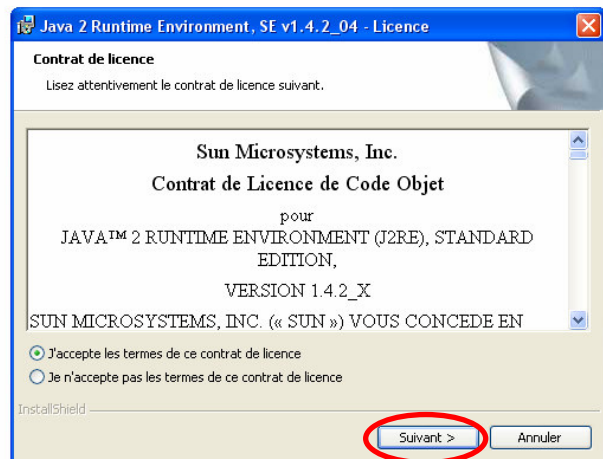 Java 2 Runtime Environment, SE v1.4.2_04 - Licence
Contrat de licence
Lisez attentivement le contrat de licence suivant.
Sun Microsystems, Inc.
Contrat de Licence de Code Objet
pour
JAVA™ 2 RUNTIME ENVIRONMENT (J2RE), STANDARD
EDITION,
VERSION 1.4.2_X
SUN MICROSYSTEMS, INC. (« SUN ») VOUS CONCEDE EN
J'accepte les termes de ce contrat de licence
Je n'accepte pas les termes de ce contrat de licence
InstallShield
Suivant >
Annuler